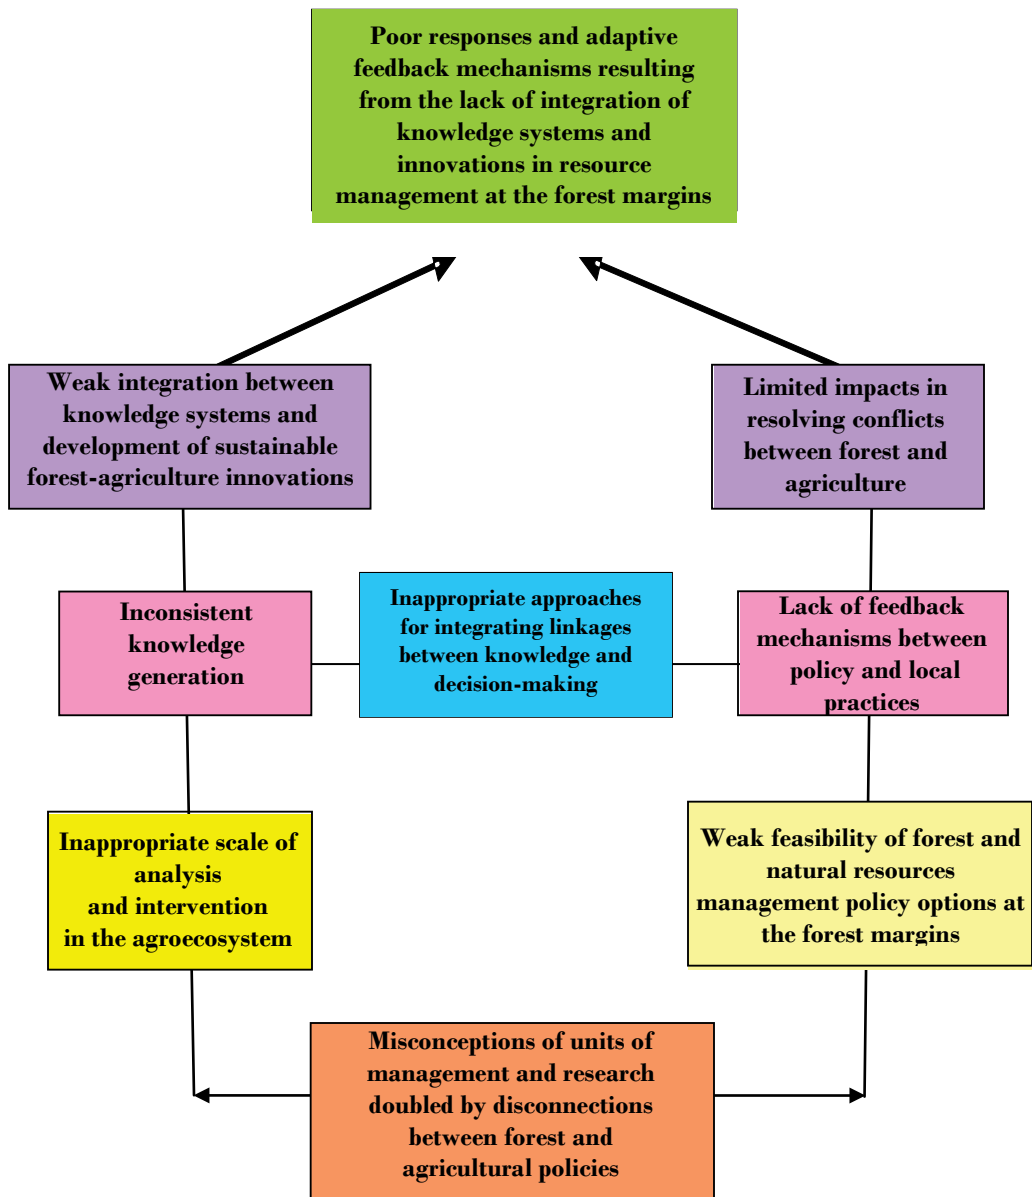 Poor responses and adaptive
feedback mechanisms resulting
from the lack of integration of
knowledge systems and
innovations in resource
management at the forest margins
Weak integration between
knowledge systems and
development of sustainable
forest-agriculture innovations
Limited impacts in
resolving conflicts
between forest and
agriculture
Inconsistent
knowledge
generation
Inappropriate approaches
for integrating linkages
between knowledge and
decision-making
Lack of feedback
mechanisms between
policy and local
practices
Inappropriate scale of
analysis
and intervention
in the agroecosystem
Weak feasibility of forest and
natural resources
management policy options at
the forest margins
Misconceptions of units of
management and research
doubled by disconnections
between forest and
agricultural policies